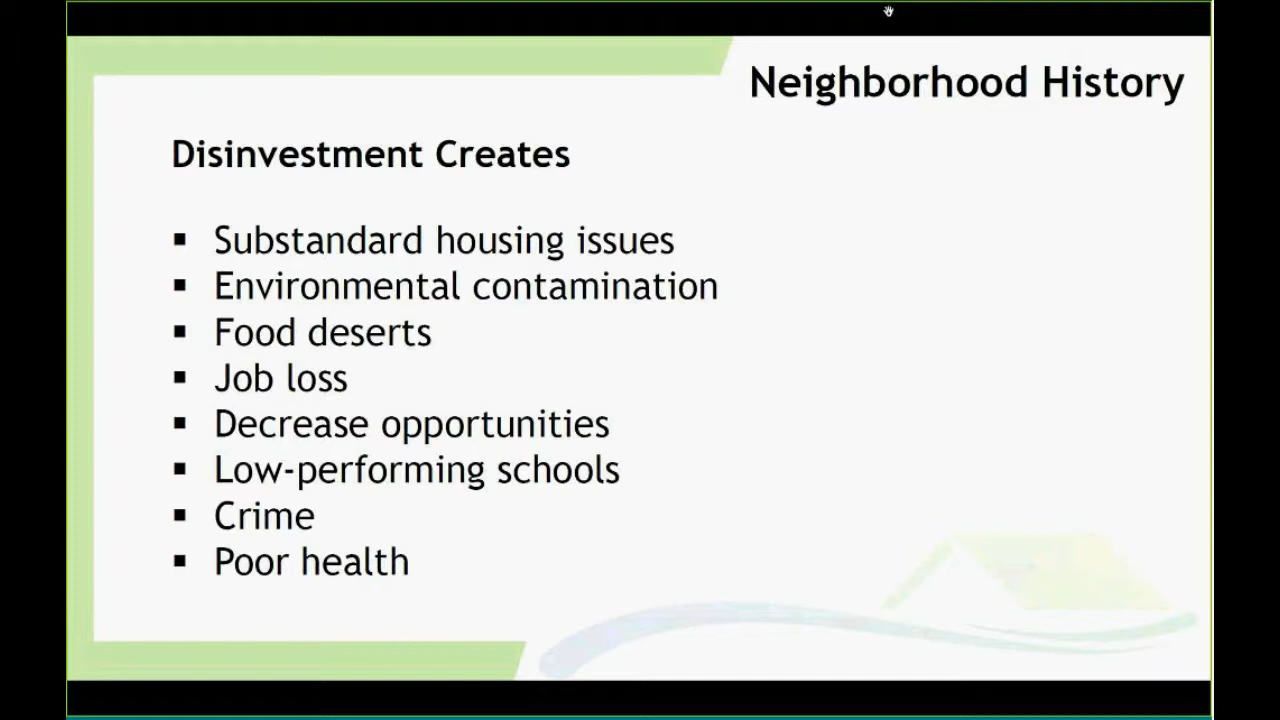 Neighborhood History
Disinvestment Creates
▪ Substandard housing issues
▪ Environmental contamination
▪ Food deserts
▪ Job loss
▪ Decrease opportunities
▪ Low-performing schools
▪ Crime
▪ Poor health